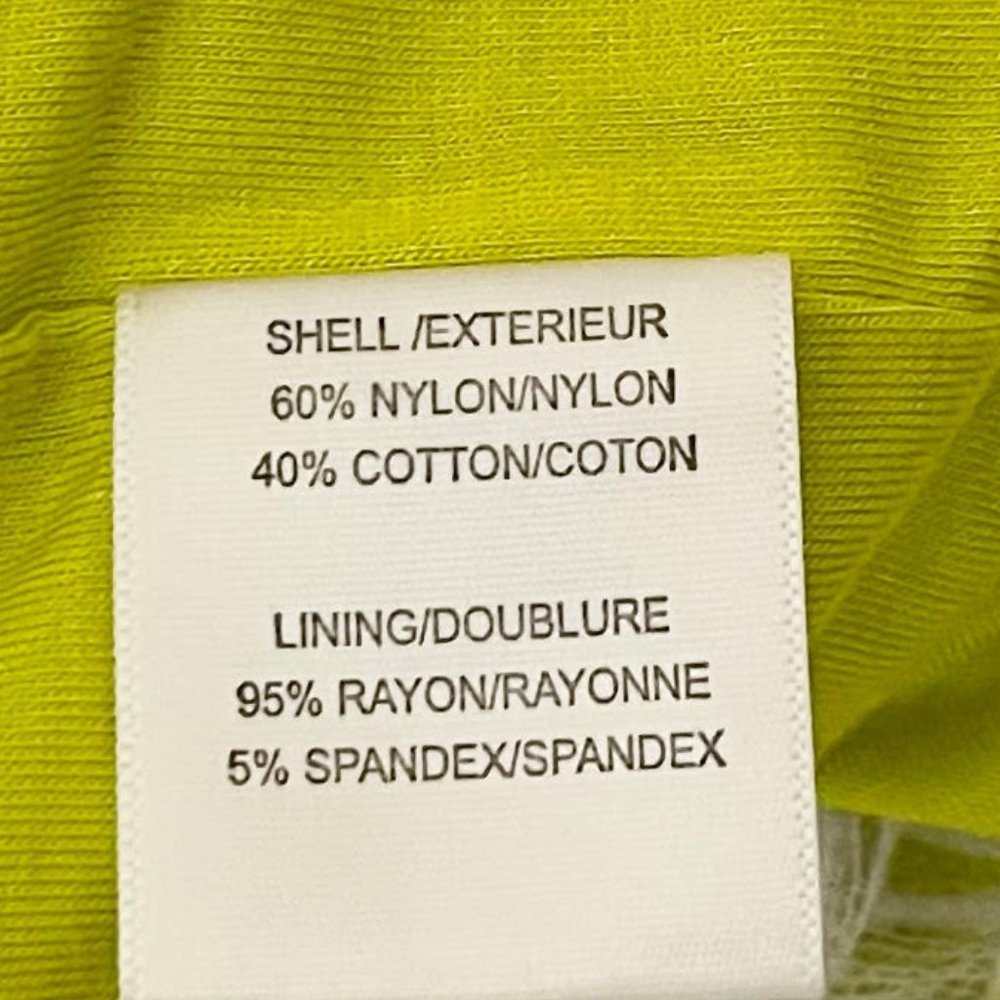 SHELL /EXTERIEUR
60% NYLON/NYLON
40% COTTON/COTON
LINING/DOUBLURE
95% RAYON/RAYONNE
5% SPANDEX/SPANDEX